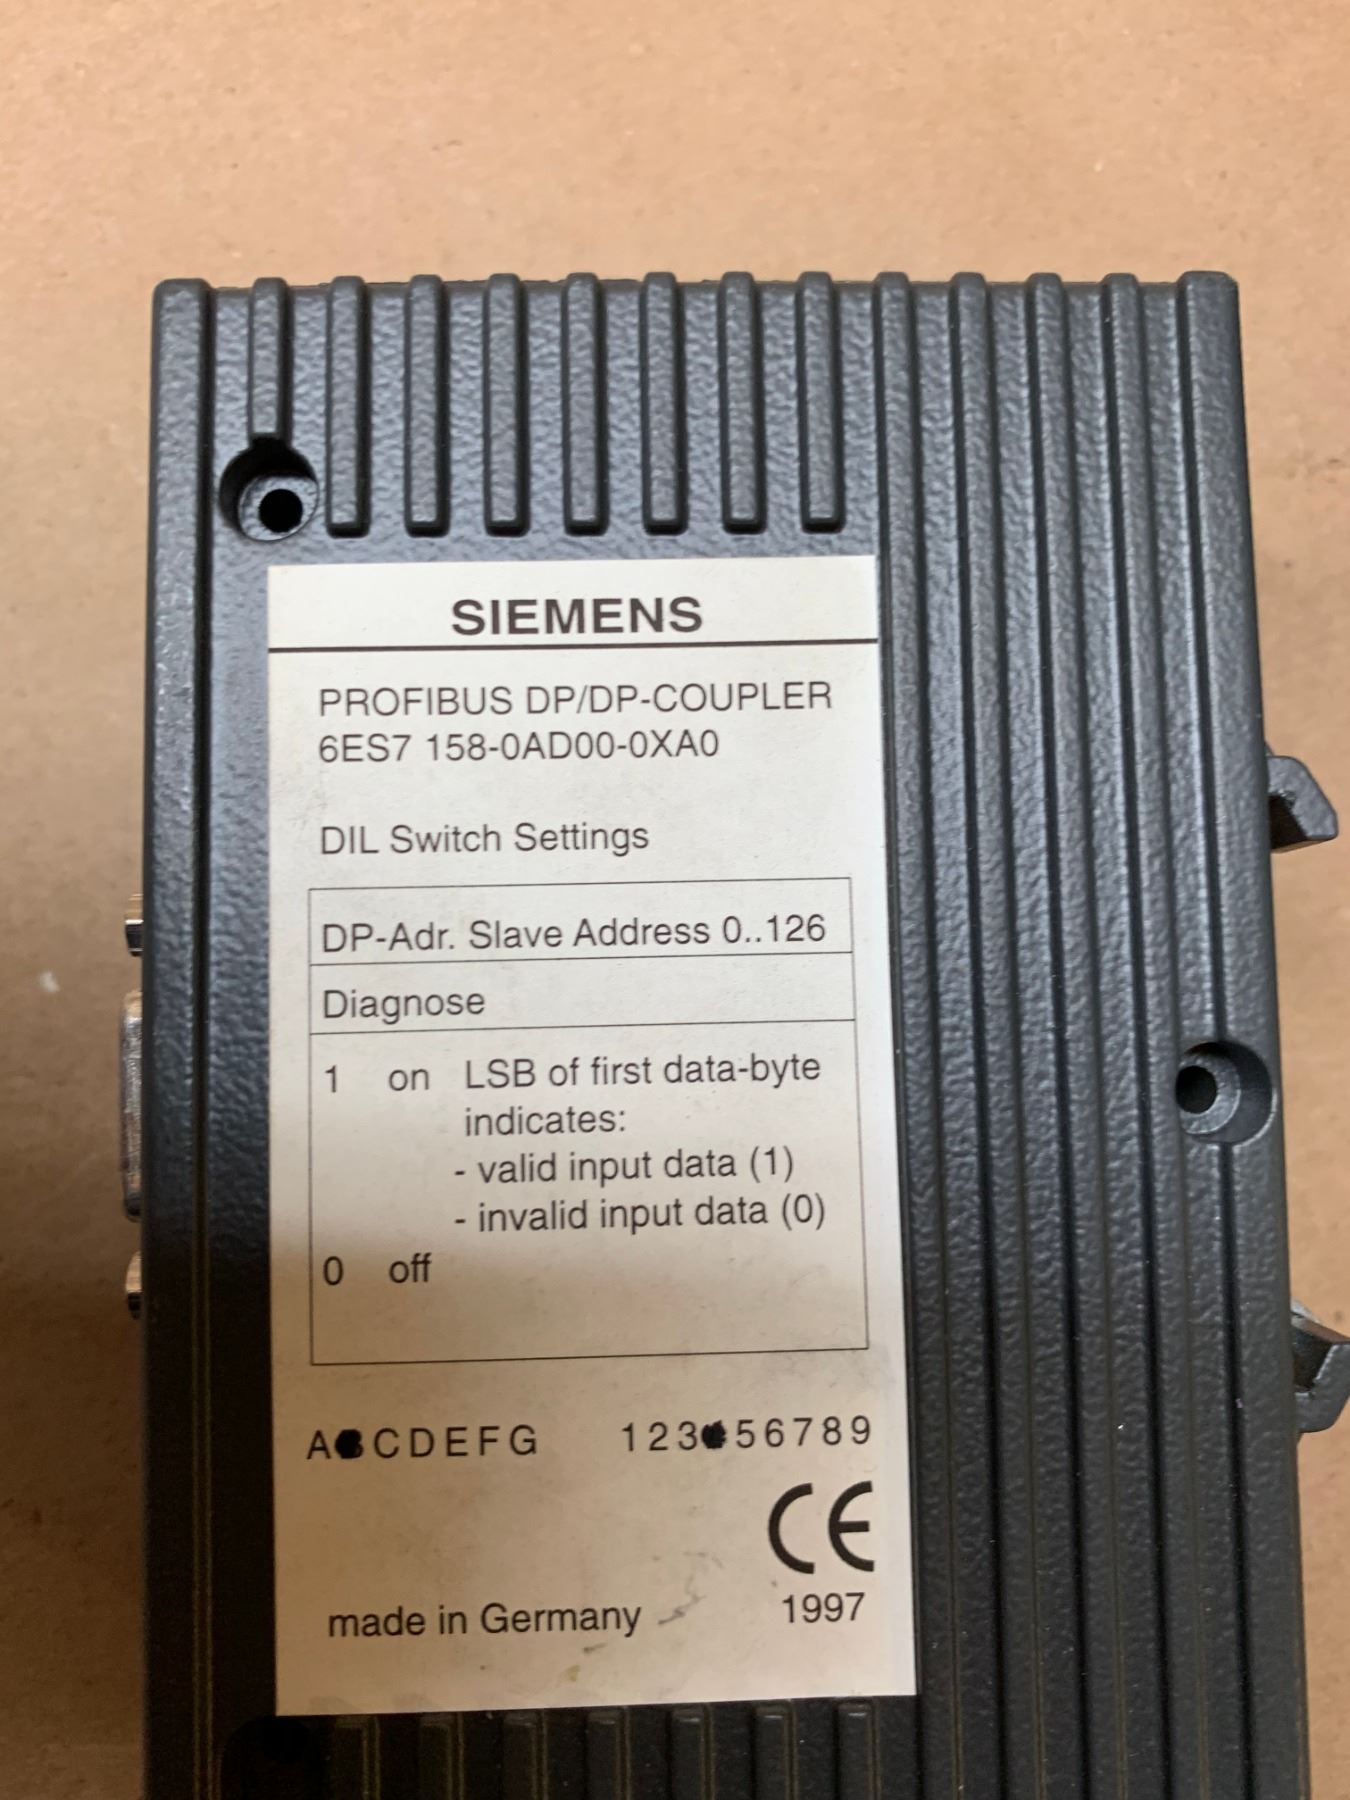 SIEMENS
PROFIBUS DP/DP-COUPLER
6ES7 158-0AD00-0XA0
DIL Switch Settings
DP-Adr. Slave Address 0..126
Diagnose
1 on LSB of first data-byte
indicates:
- valid input data (1)
- invalid input data (0)
0 off
A CDEFG 123 56789
CE
made in Germany 1997